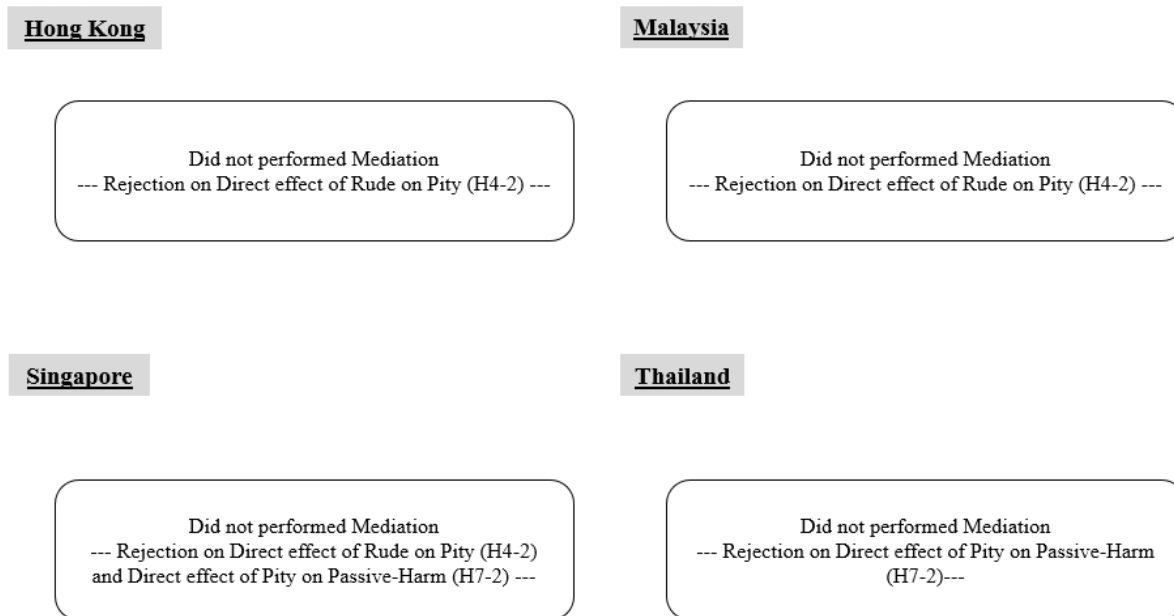 Hong Kong
Did not performed Mediation
--- Rejection on Direct effect of Rude on Pity (H4-2) ---
Malaysia
Did not performed Mediation
--- Rejection on Direct effect of Rude on Pity (H4-2) ---
Singapore
Did not performed Mediation
--- Rejection on Direct effect of Rude on Pity (H4-2)
and Direct effect of Pity on Passive-Harm (H7-2) ---
Thailand
Did not performed Mediation
--- Rejection on Direct effect of Pity on Passive-Harm
(H7-2)---